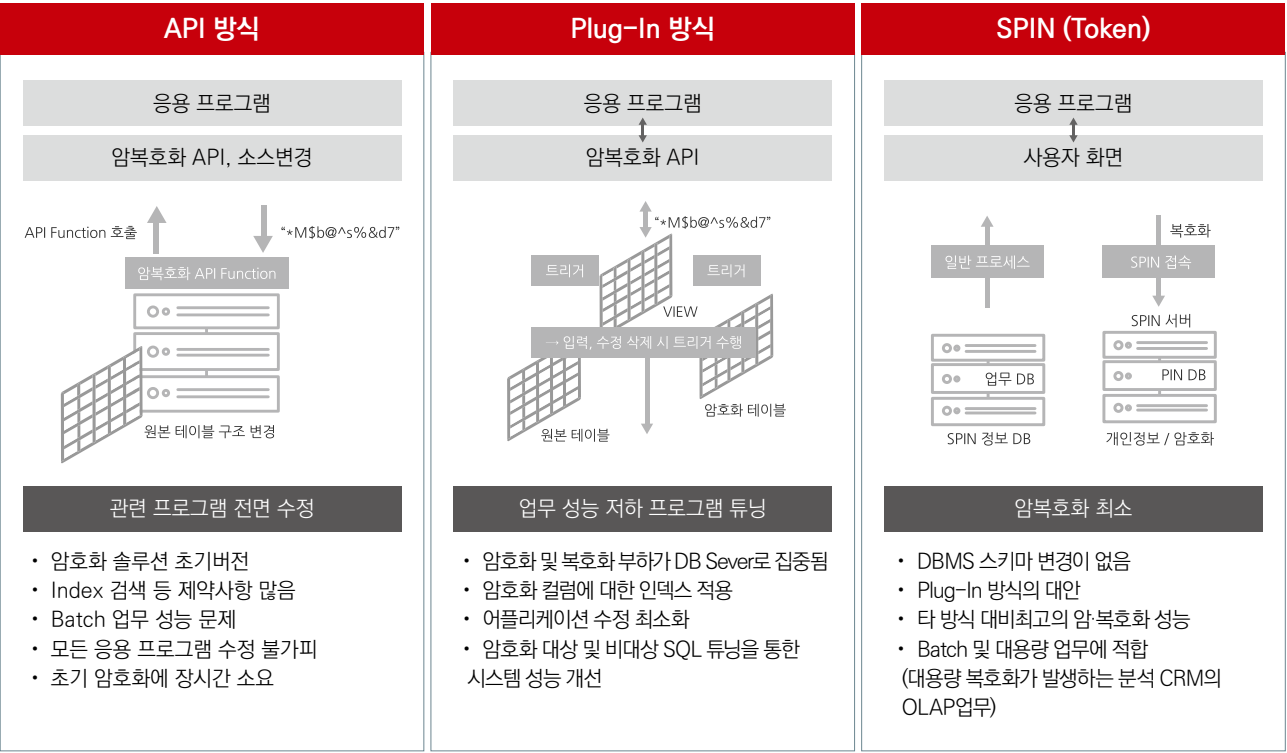 API 방식
응용 프로그램
암복호화 API, 소스변경
API Function 호출
“*M$b@^s%&d7”
암복호화 API Function
원본 테이블 구조 변경
관련 프로그램 전면 수정
• 암호화 솔루션 초기버전
• Index 검색 등 제약사항 많음
• Batch 업무 성능 문제
• 모든 응용 프로그램 수정 불가피
• 초기 암호화에 장시간 소요
Plug-In 방식
응용 프로그램
암복호화 API
“*M$b@^s%&d7”
트리거
트리거
VIEW
→ 입력, 수정 삭제 시 트리거 수행
암호화 테이블
원본 테이블
업무 성능 저하 프로그램 튜닝
• 암호화 및 복호화 부하가 DB Sever로 집중됨
• 암호화 컬럼에 대한 인덱스 적용
• 어플리케이션 수정 최소화
• 암호화 대상 및 비대상 SQL 튜닝을 통한
시스템 성능 개선
SPIN (Token)
응용 프로그램
사용자 화면
복호화
일반 프로세스
SPIN 접속
SPIN 서버
업무 DB
PIN DB
SPIN 정보 DB
개인정보 / 암호화
암복호화 최소
• DBMS 스키마 변경이 없음
• Plug-In 방식의 대안
• 타 방식 대비최고의 암·복호화 성능
• Batch 및 대용량 업무에 적합
(대용량 복호화가 발생하는 분석 CRM의
OLAP업무)